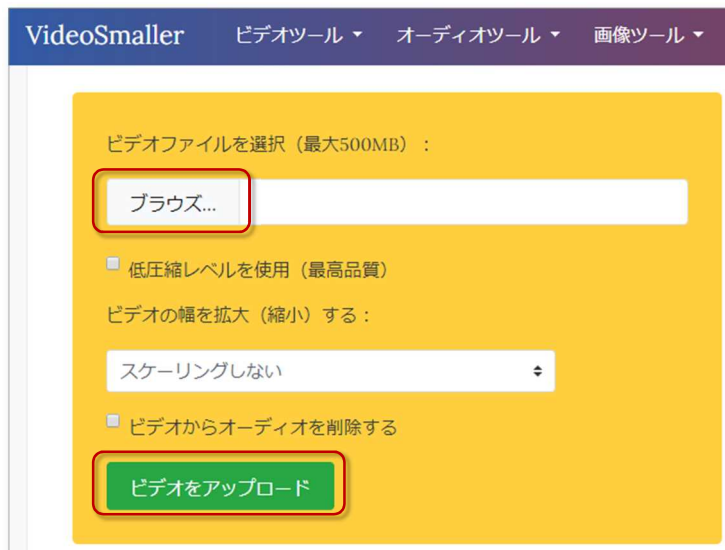 VideoSmaller ビデオツール オーディオツール 画像ツール
ビデオファイルを選択（最大500MB）：
ブラウズ...
低圧縮レベルを使用（最高品質）
ビデオの幅を拡大（縮小）する：
スケーリングしない
ビデオからオーディオを削除する
ビデオをアップロード